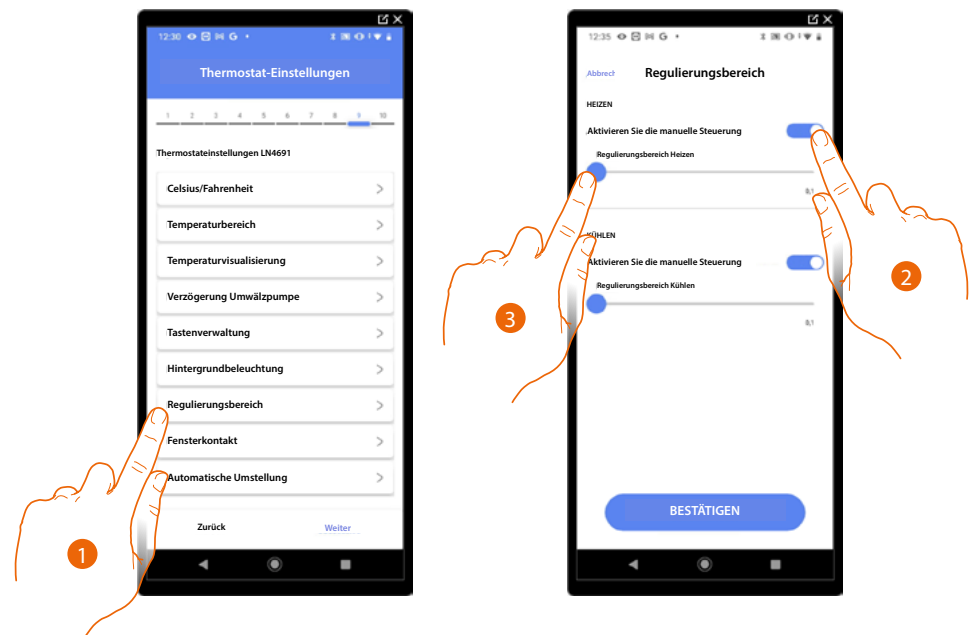 12:30 G
Thermostat-Einstellungen
1 2 3 4 5 6 7 8 9 10
Thermostateinstellungen LN4691
Celsius/Fahrenheit
Temperaturbereich
Temperaturvisualisierung
Verzögerung Umwälzpumpe
Tastenverwaltung
Hintergrundbeleuchtung
Regulierungsbereich
Fensterkontakt
Automatische Umstellung
Zurück Weiter
1
12:35 G
Abbrech Regulierungsbereich
HEIZEN
Aktivieren Sie die manuelle Steuerung
Regulierungsbereich Heizen
0,1
KÜHLEN
Aktivieren Sie die manuelle Steuerung
Regulierungsbereich Kühlen
0,1
BESTÄTIGEN
2
3